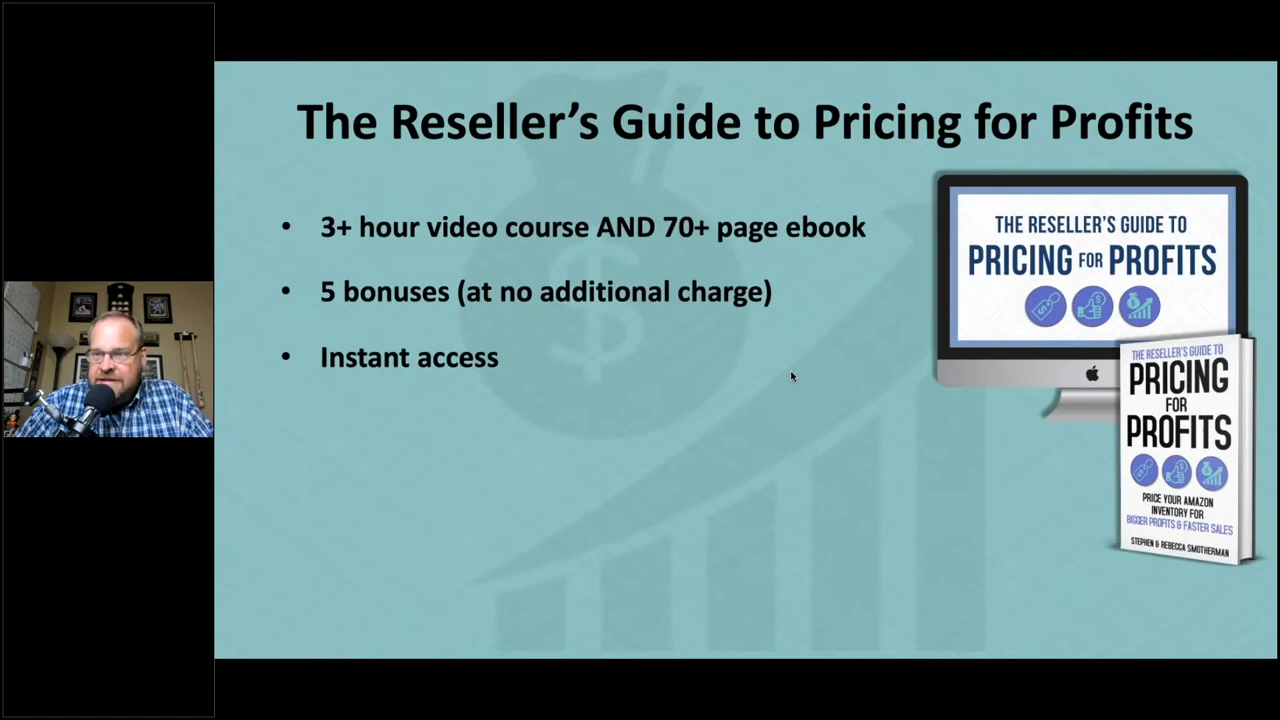 The Reseller’s Guide to Pricing for Profits
• 3+ hour video course AND 70+ page ebook
• 5 bonuses (at no additional charge)
• Instant access
THE RESELLER'S GUIDE TO
PRICING FOR PROFITS
THE RESELLER'S GUIDE TO
PRICING
FOR
PROFITS
PRICE YOUR AMAZON
INVENTORY FOR
BIGGER PROFITS & FASTER SALES
STEPHEN & REBECCA SMOTHERMAN